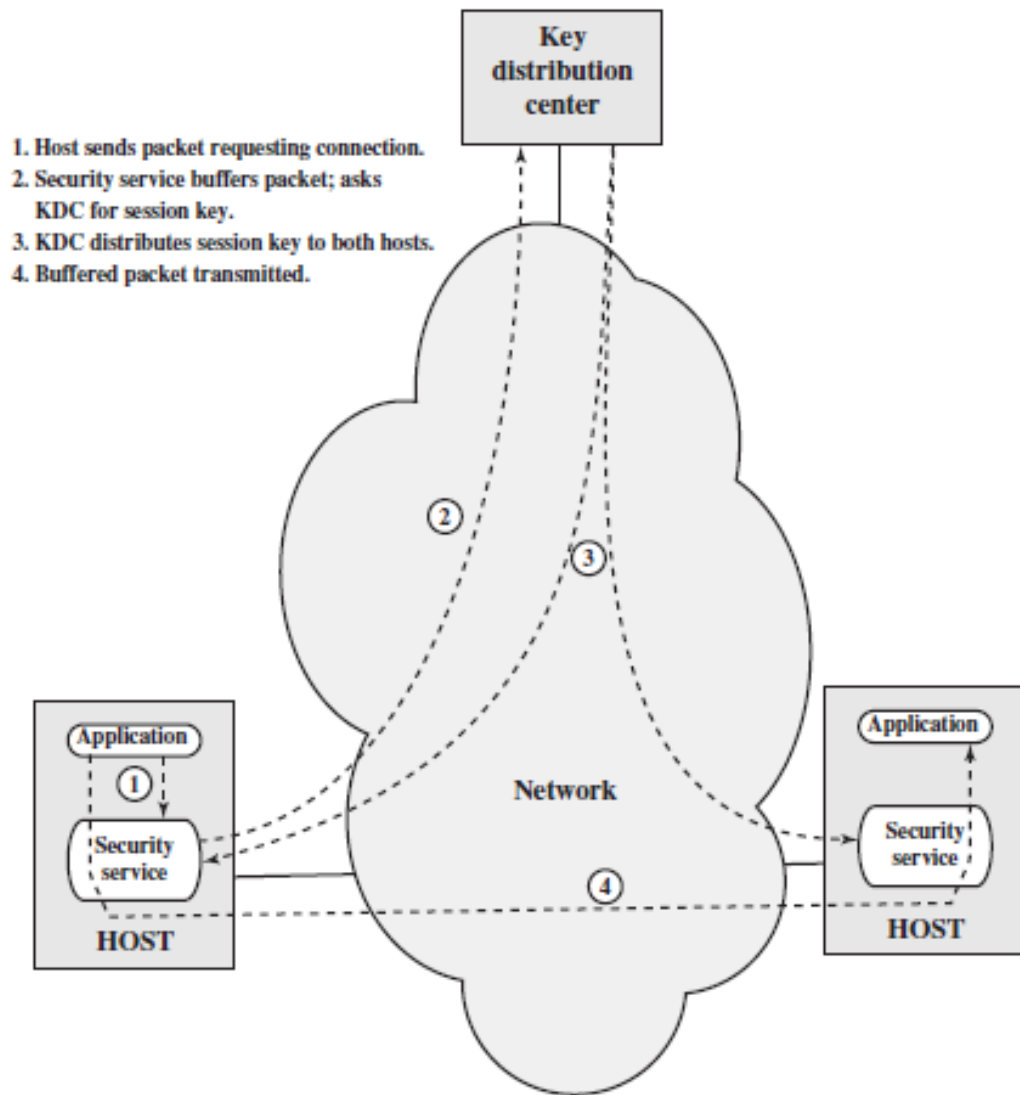 Key
distribution
center
1. Host sends packet requesting connection.
2. Security service buffers packet; asks
KDC for session key.
3. KDC distributes session key to both hosts.
4. Buffered packet transmitted.
2
3
Application
1
Security
service
HOST
Network
4
Application
Security
service
HOST